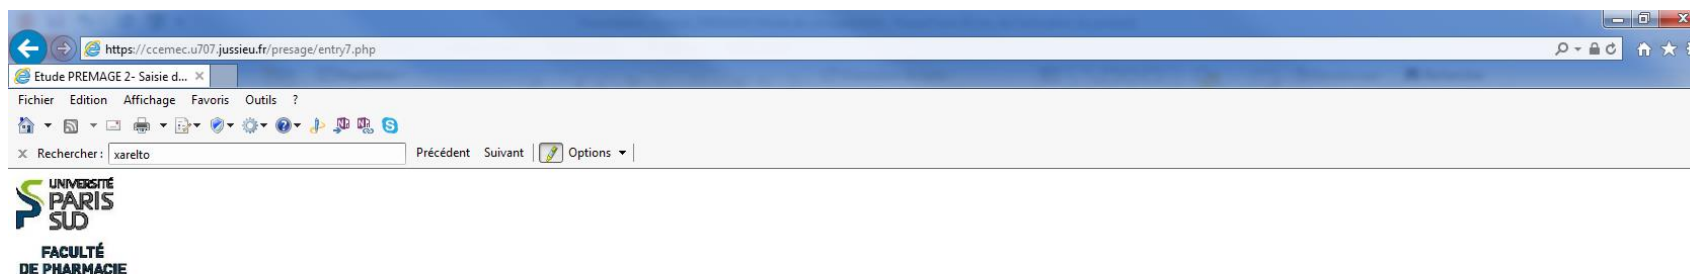 https://ccemec.u707.jussieu.fr/presage/entry7.php
Etude PREMAGE 2- Saisie d...
Fichier Edition Affichage Favoris Outils ?
Rechercher: xarelto Précédent Suivant Options
UNIVERSITÉ
PARIS
SUD
FACULTÉ
DE PHARMACIE